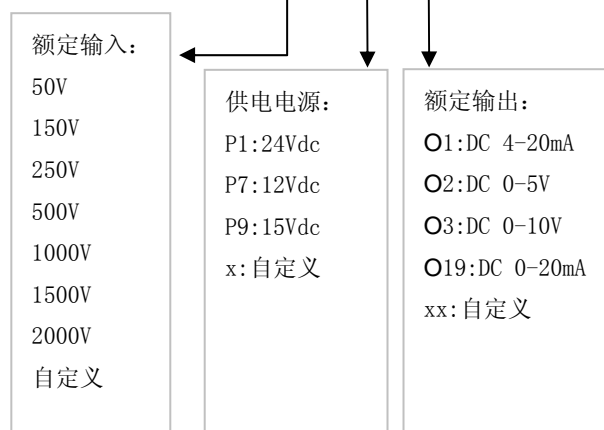 额定输入：
50V
150V
250V
500V
1000V
1500V
2000V
自定义
供电电源：
P1:24Vdc
P7:12Vdc
P9:15Vdc
x:自定义
额定输出：
O1:DC 4-20mA
O2:DC 0-5V
O3:DC 0-10V
O19:DC 0-20mA
xx:自定义